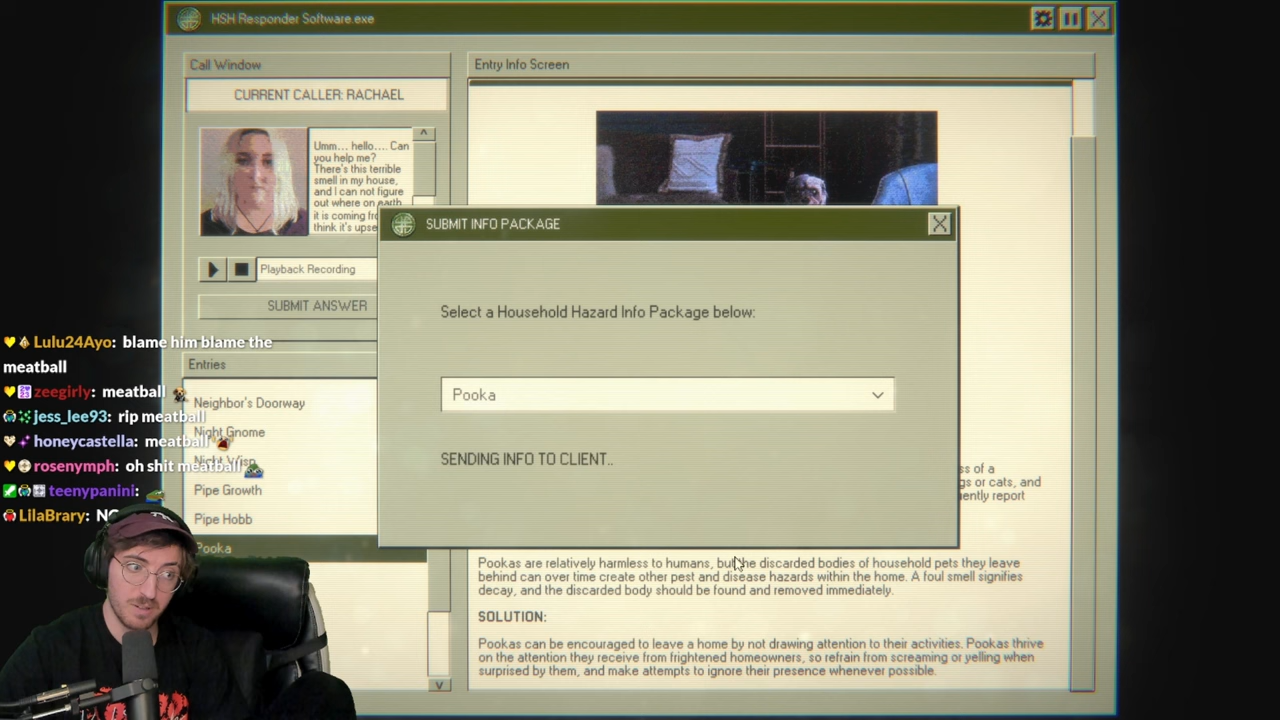 HSH Responder Software.exe
Call Window
CURRENT CALLER: RACHAEL
Umm... hello.... Can
you help me?
There's this terrible
smell in my house,
and I can not figure
out where on earth
it is coming
think it's
Playback Recording
SUBMIT ANSWER
Entries
Neighbor's Doorway
Night Gnome
Pipe Growth
Pipe Hobb
Pooka
Entry Info Screen
SUBMIT INFO PACKAGE
Select a Household Hazard Info Package below:
Pooka
SENDING INFO TO CLIENT..
of a
or cats, and
report
Pookas are relatively harmless to humans, but the discarded bodies of household pets they leave
behind can over time create other pest and disease hazards within the home. A foul smell signifies
decay, and the discarded body should be found and removed immediately.
SOLUTION:
Pookas can be encouraged to leave a home by not drawing attention to their activities. Pookas thrive
on the attention they receive from frightened homeowners, so refrain from screaming or yelling when
surprised by them, and make attempts to ignore their presence whenever possible.
Lulu24Ayo: blame him blame the
meatball
zeegirly: meatball
jess_lee93: rip meatball
honeycastella: meatball
rosenymph: oh shit meatball
teenypanini:
LilaBrary: